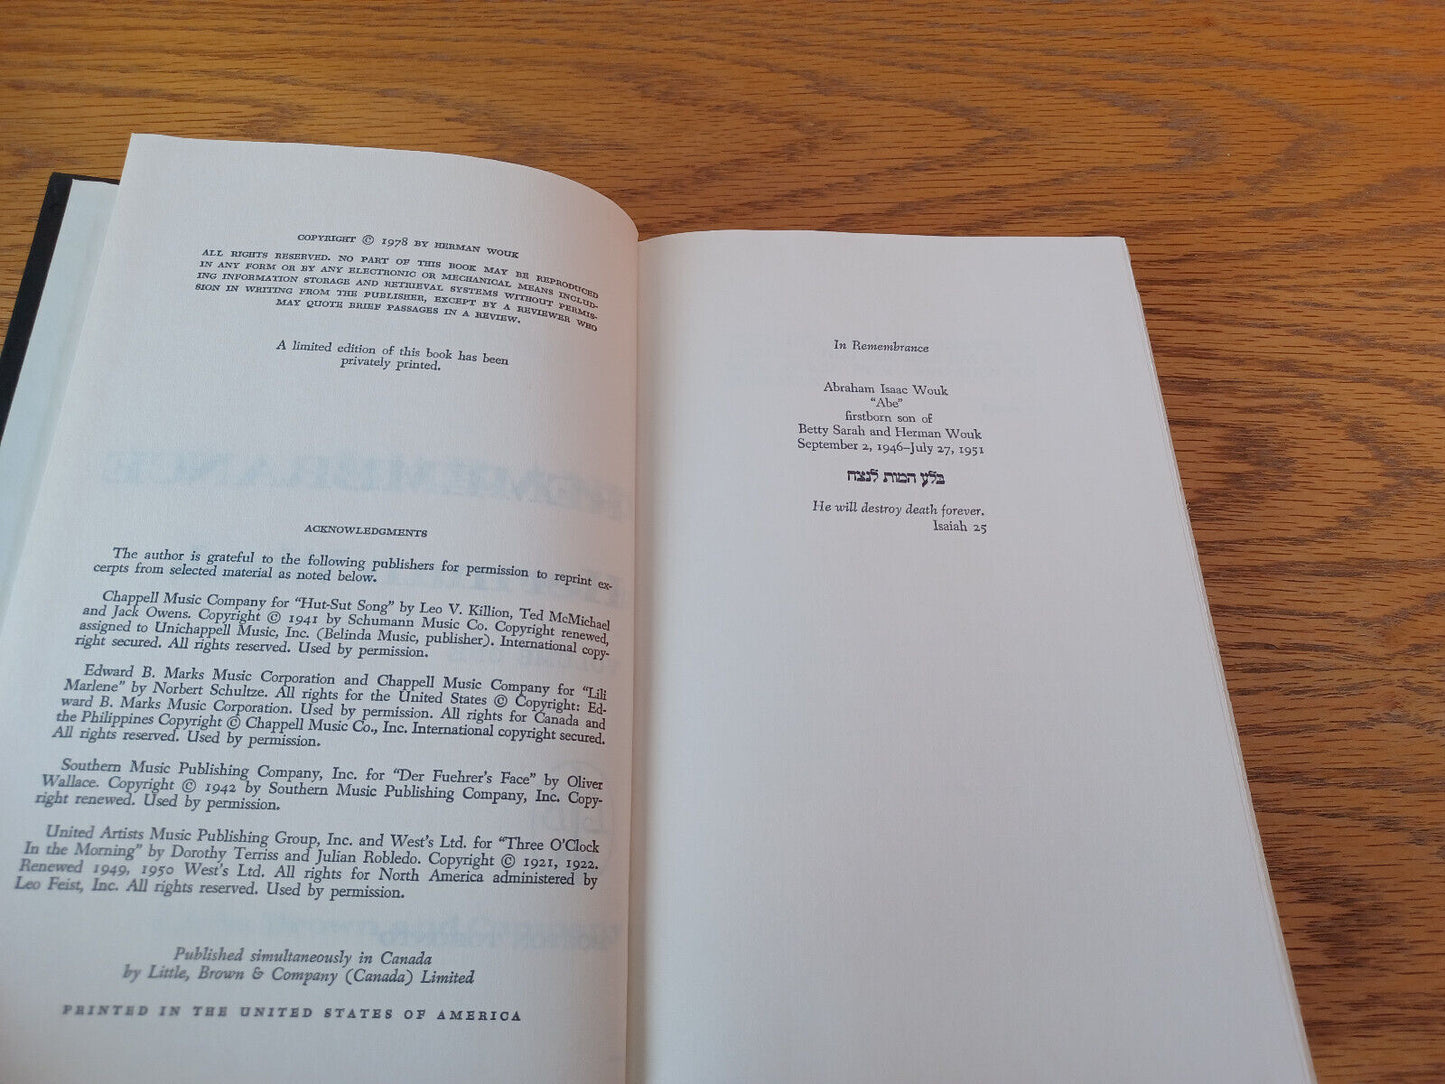 COPYRIGHT © 1978 BY HERMAN WOUK
ALL RIGHTS RESERVED. NO PART OF THIS BOOK MAY BE REPRODUCED
IN ANY FORM OR BY ANY ELECTRONIC OR MECHANICAL MEANS INCLUD-
ING INFORMATION STORAGE AND RETRIEVAL SYSTEMS WITHOUT PERMIS-
SION IN WRITING FROM THE PUBLISHER, EXCEPT BY A REVIEWER WHO
MAY QUOTE BRIEF PASSAGES IN A REVIEW.
A limited edition of this book has been
privately printed.
ACKNOWLEDGMENTS
The author is grateful to the following publishers for permission to reprint ex-
cerpts from selected material as noted below.
Chappell Music Company for "Hut-Sut Song" by Leo V. Killion, Ted McMichael
and Jack Owens. Copyright © 1941 by Schumann Music Co. Copyright renewed,
assigned to Unichappell Music, Inc. (Belinda Music, publisher). International copy-
right secured. All rights reserved. Used by permission.
Edward B. Marks Music Corporation and Chappell Music Company for "Lili
Marlene" by Norbert Schultze. All rights for the United States © Copyright: Ed-
ward B. Marks Music Corporation. Used by permission. All rights for Canada and
the Philippines Copyright © Chappell Music Co., Inc. International copyright secured.
All rights reserved. Used by permission.
Southern Music Publishing Company, Inc. for "Der Fuehrer's Face" by Oliver
Wallace. Copyright © 1942 by Southern Music Publishing Company, Inc. Copy-
right renewed. Used by permission.
United Artists Music Publishing Group, Inc. and West's Ltd. for "Three O'Clock
In the Morning" by Dorothy Terriss and Julian Robledo. Copyright © 1921, 1922.
Renewed 1949, 1950 West's Ltd. All rights for North America administered by
Leo Feist, Inc. All rights reserved. Used by permission.
Published simultaneously in Canada
by Little, Brown & Company (Canada) Limited
PRINTED IN THE UNITED STATES OF AMERICA
In Remembrance
Abraham Isaac Wouk
"Abe"
firstborn son of
Betty Sarah and Herman Wouk
September 2, 1946–July 27, 1951
בלע המות לנצח
He will destroy death forever.
Isaiah 25